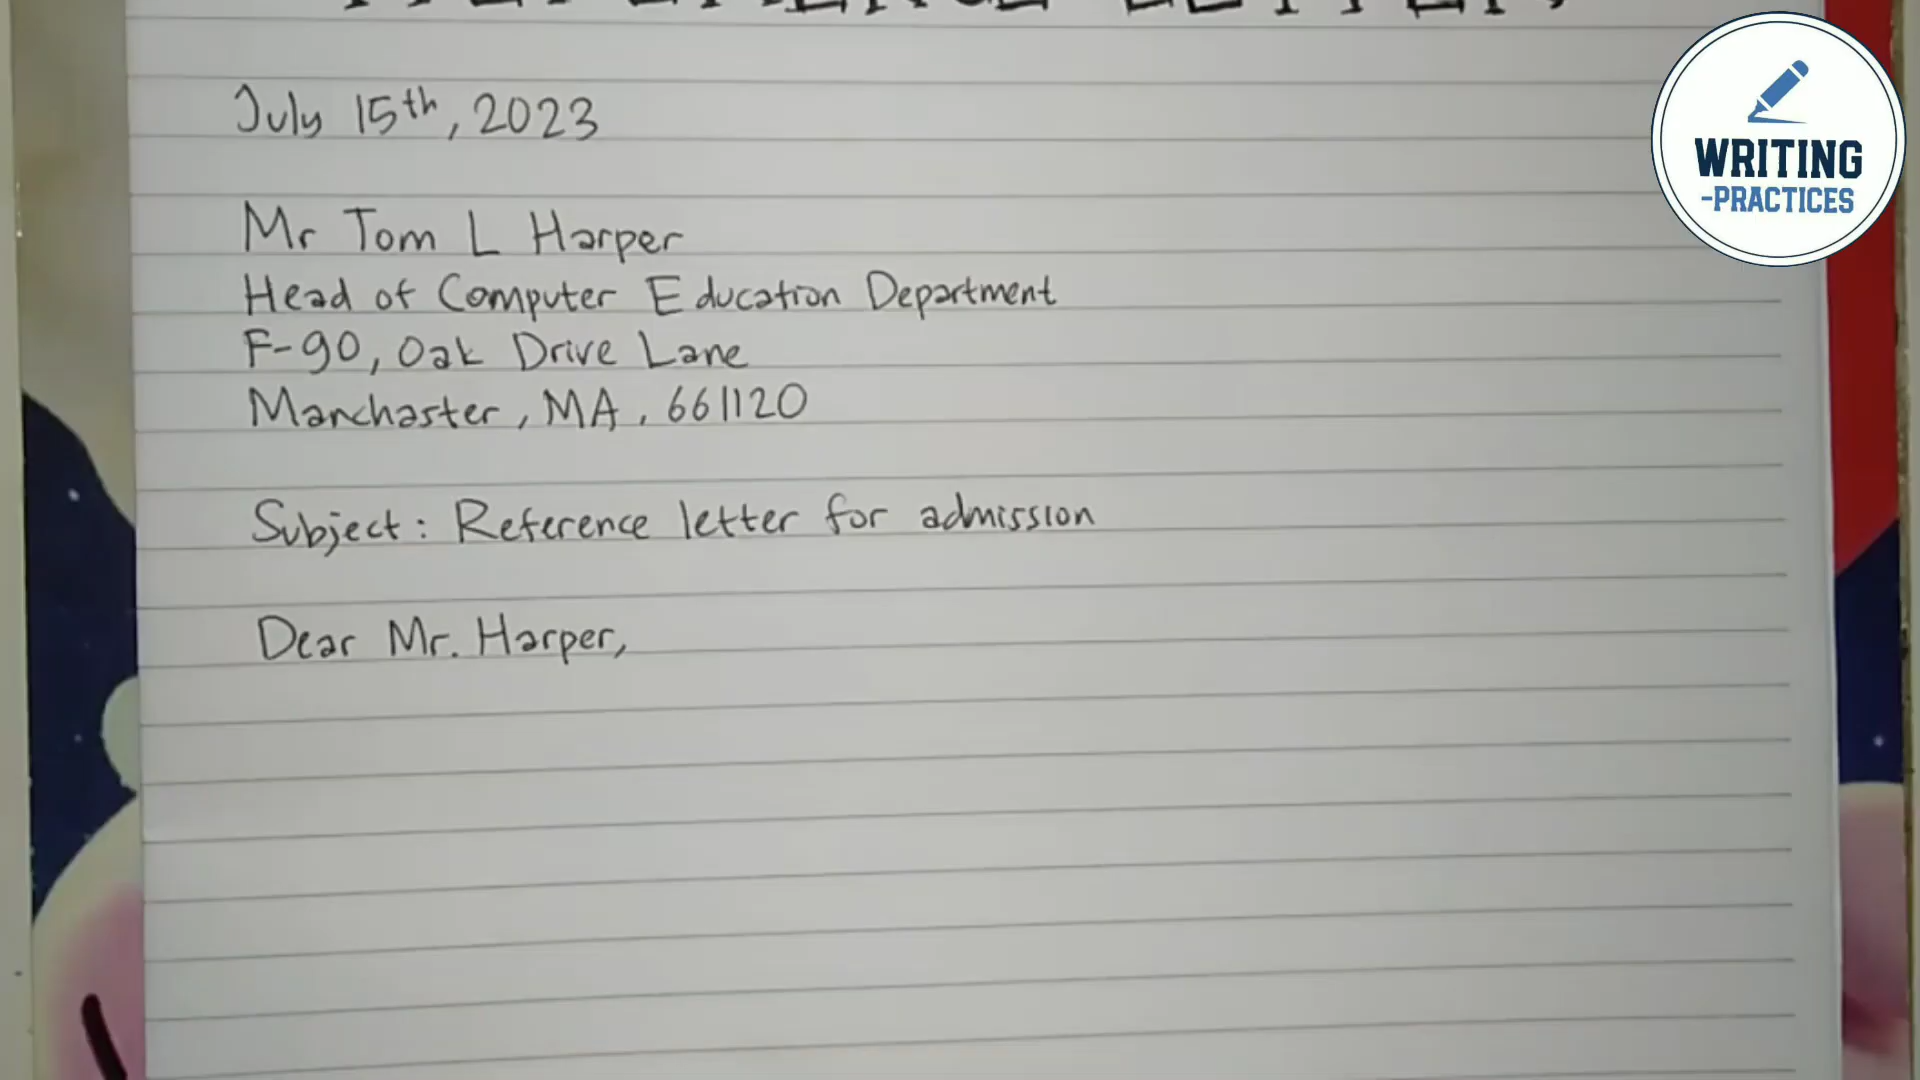 July 15th, 2023
Mr Tom L Harper
Head of Computer Education Department
F-90, Oak Drive Lane
Manchaster, MA, 661120
Subject: Reference letter for admission
Dear Mr. Harper,
WRITING
-PRACTICES